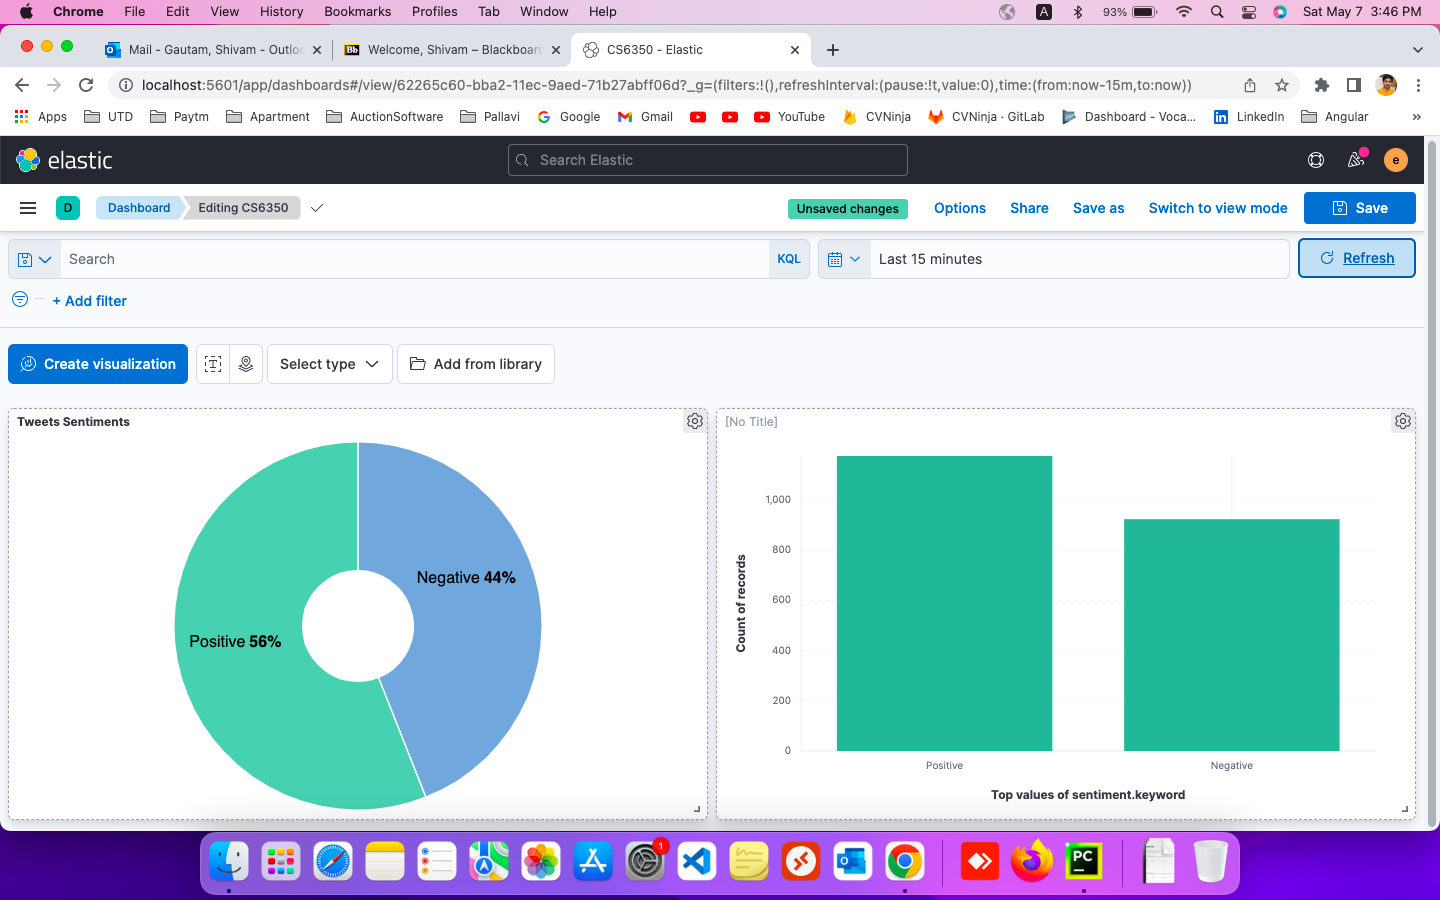 Chrome File Edit View History Bookmarks Profiles Tab Window Help A 93% Sat May 7 3:46 PM
Mail - Gautam, Shivam - Outloo Bb Welcome, Shivam – Blackboard CS6350 - Elastic
localhost:5601/app/dashboards#/view/62265c60-bba2-11ec-9aed-71b27abff06d?_g=(filters:!(),refreshInterval:(pause:!t,value:0),time:(from:now-15m,to:now))
Apps UTD Paytm Apartment AuctionSoftware Pallavi Google Gmail YouTube CVNinja CVNinja · GitLab Dashboard - Voca... LinkedIn Angular »
elastic Search Elastic e
D Dashboard Editing CS6350 Unsaved changes Options Share Save as Switch to view mode Save
Search KQL Last 15 minutes Refresh
+ Add filter
Create visualization Select type Add from library
Tweets Sentiments
Negative 44%
Positive 56%
[No Title]
Count of records
1,000
800
600
400
200
0
Positive Negative
Top values of sentiment.keyword
1
PC